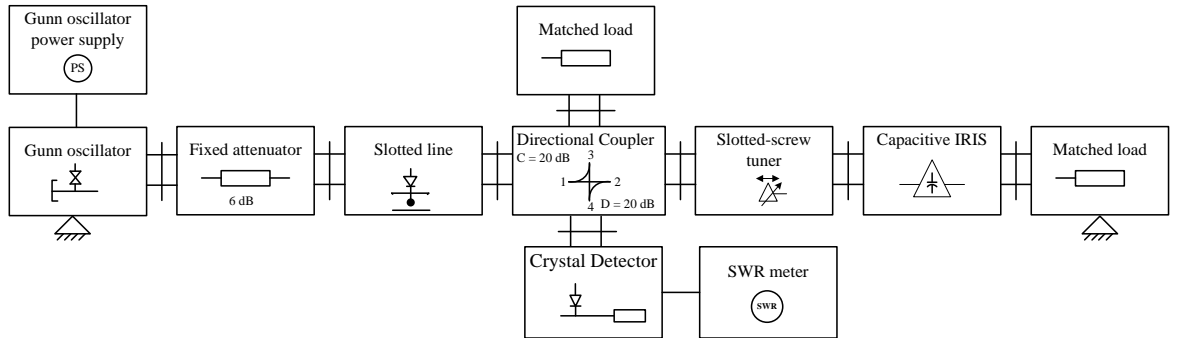 Gunn oscillator
power supply
PS
Matched load
Gunn oscillator
Fixed attenuator
6 dB
Slotted line
Directional Coupler
C = 20 dB
3
1
2
4
D = 20 dB
Slotted-screw
tuner
Capacitive IRIS
Matched load
Crystal Detector
SWR meter
SWR